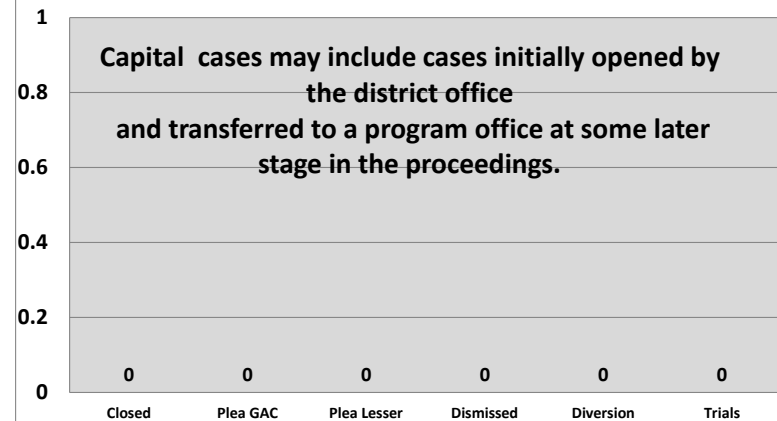 1
Capital cases may include cases initially opened by
the district office
0.8
and transferred to a program office at some later
stage in the proceedings.
0.6
0.4
0.2
0 0 0 0 0 0
0
Closed Plea GAC Plea Lesser Dismissed Diversion Trials